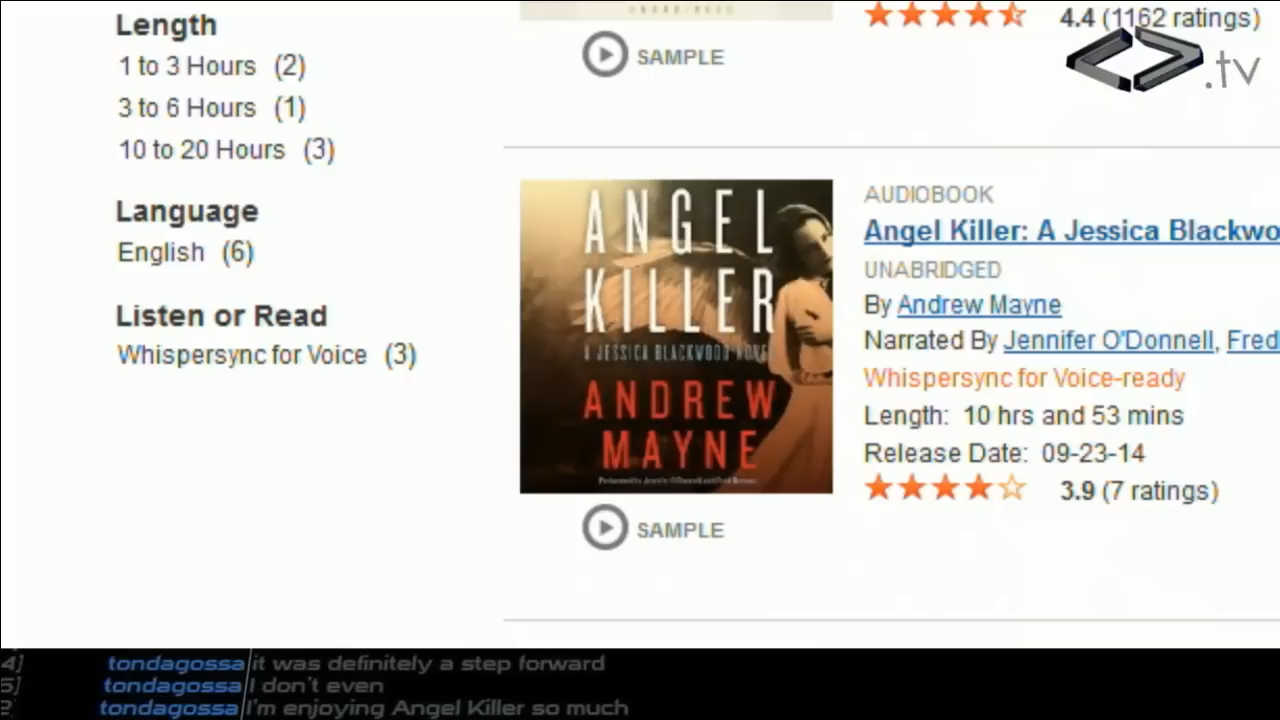 Length
1 to 3 Hours (2)
3 to 6 Hours (1)
10 to 20 Hours (3)
Language
English (6)
Listen or Read
Whispersync for Voice (3)
UNABRIDGED
SAMPLE
4.4 (1162 ratings)
.tv
ANGEL
KILLER
A JESSICA BLACKWOOD NOVEL
ANDREW
MAYNE
SAMPLE
AUDIOBOOK
Angel Killer: A Jessica Blackwo
UNABRIDGED
By Andrew Mayne
Narrated By Jennifer O'Donnell, Fred
Whispersync for Voice-ready
Length: 10 hrs and 53 mins
Release Date: 09-23-14
3.9 (7 ratings)
4] tondagossa it was definitely a step forward
5] tondagossa I don't even
tondagossa I'm enjoying Angel Killer so much